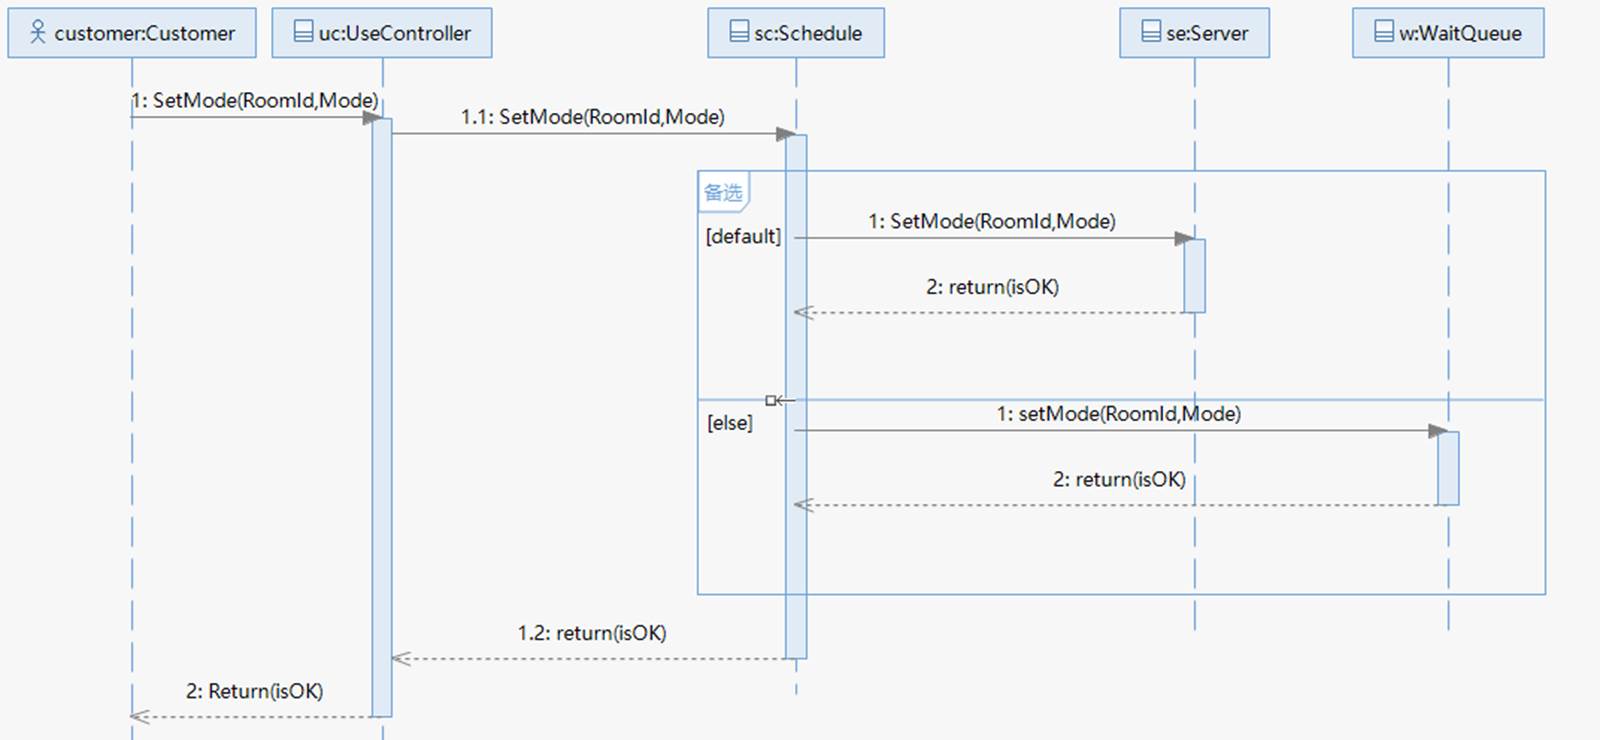 customer:Customer
uc:UseController
sc:Schedule
se:Server
w:WaitQueue
1: SetMode(RoomId,Mode)
1.1: SetMode(RoomId,Mode)
备选
1: SetMode(RoomId,Mode)
[default]
2: return(isOK)
1: setMode(RoomId,Mode)
[else]
2: return(isOK)
1.2: return(isOK)
2: Return(isOK)